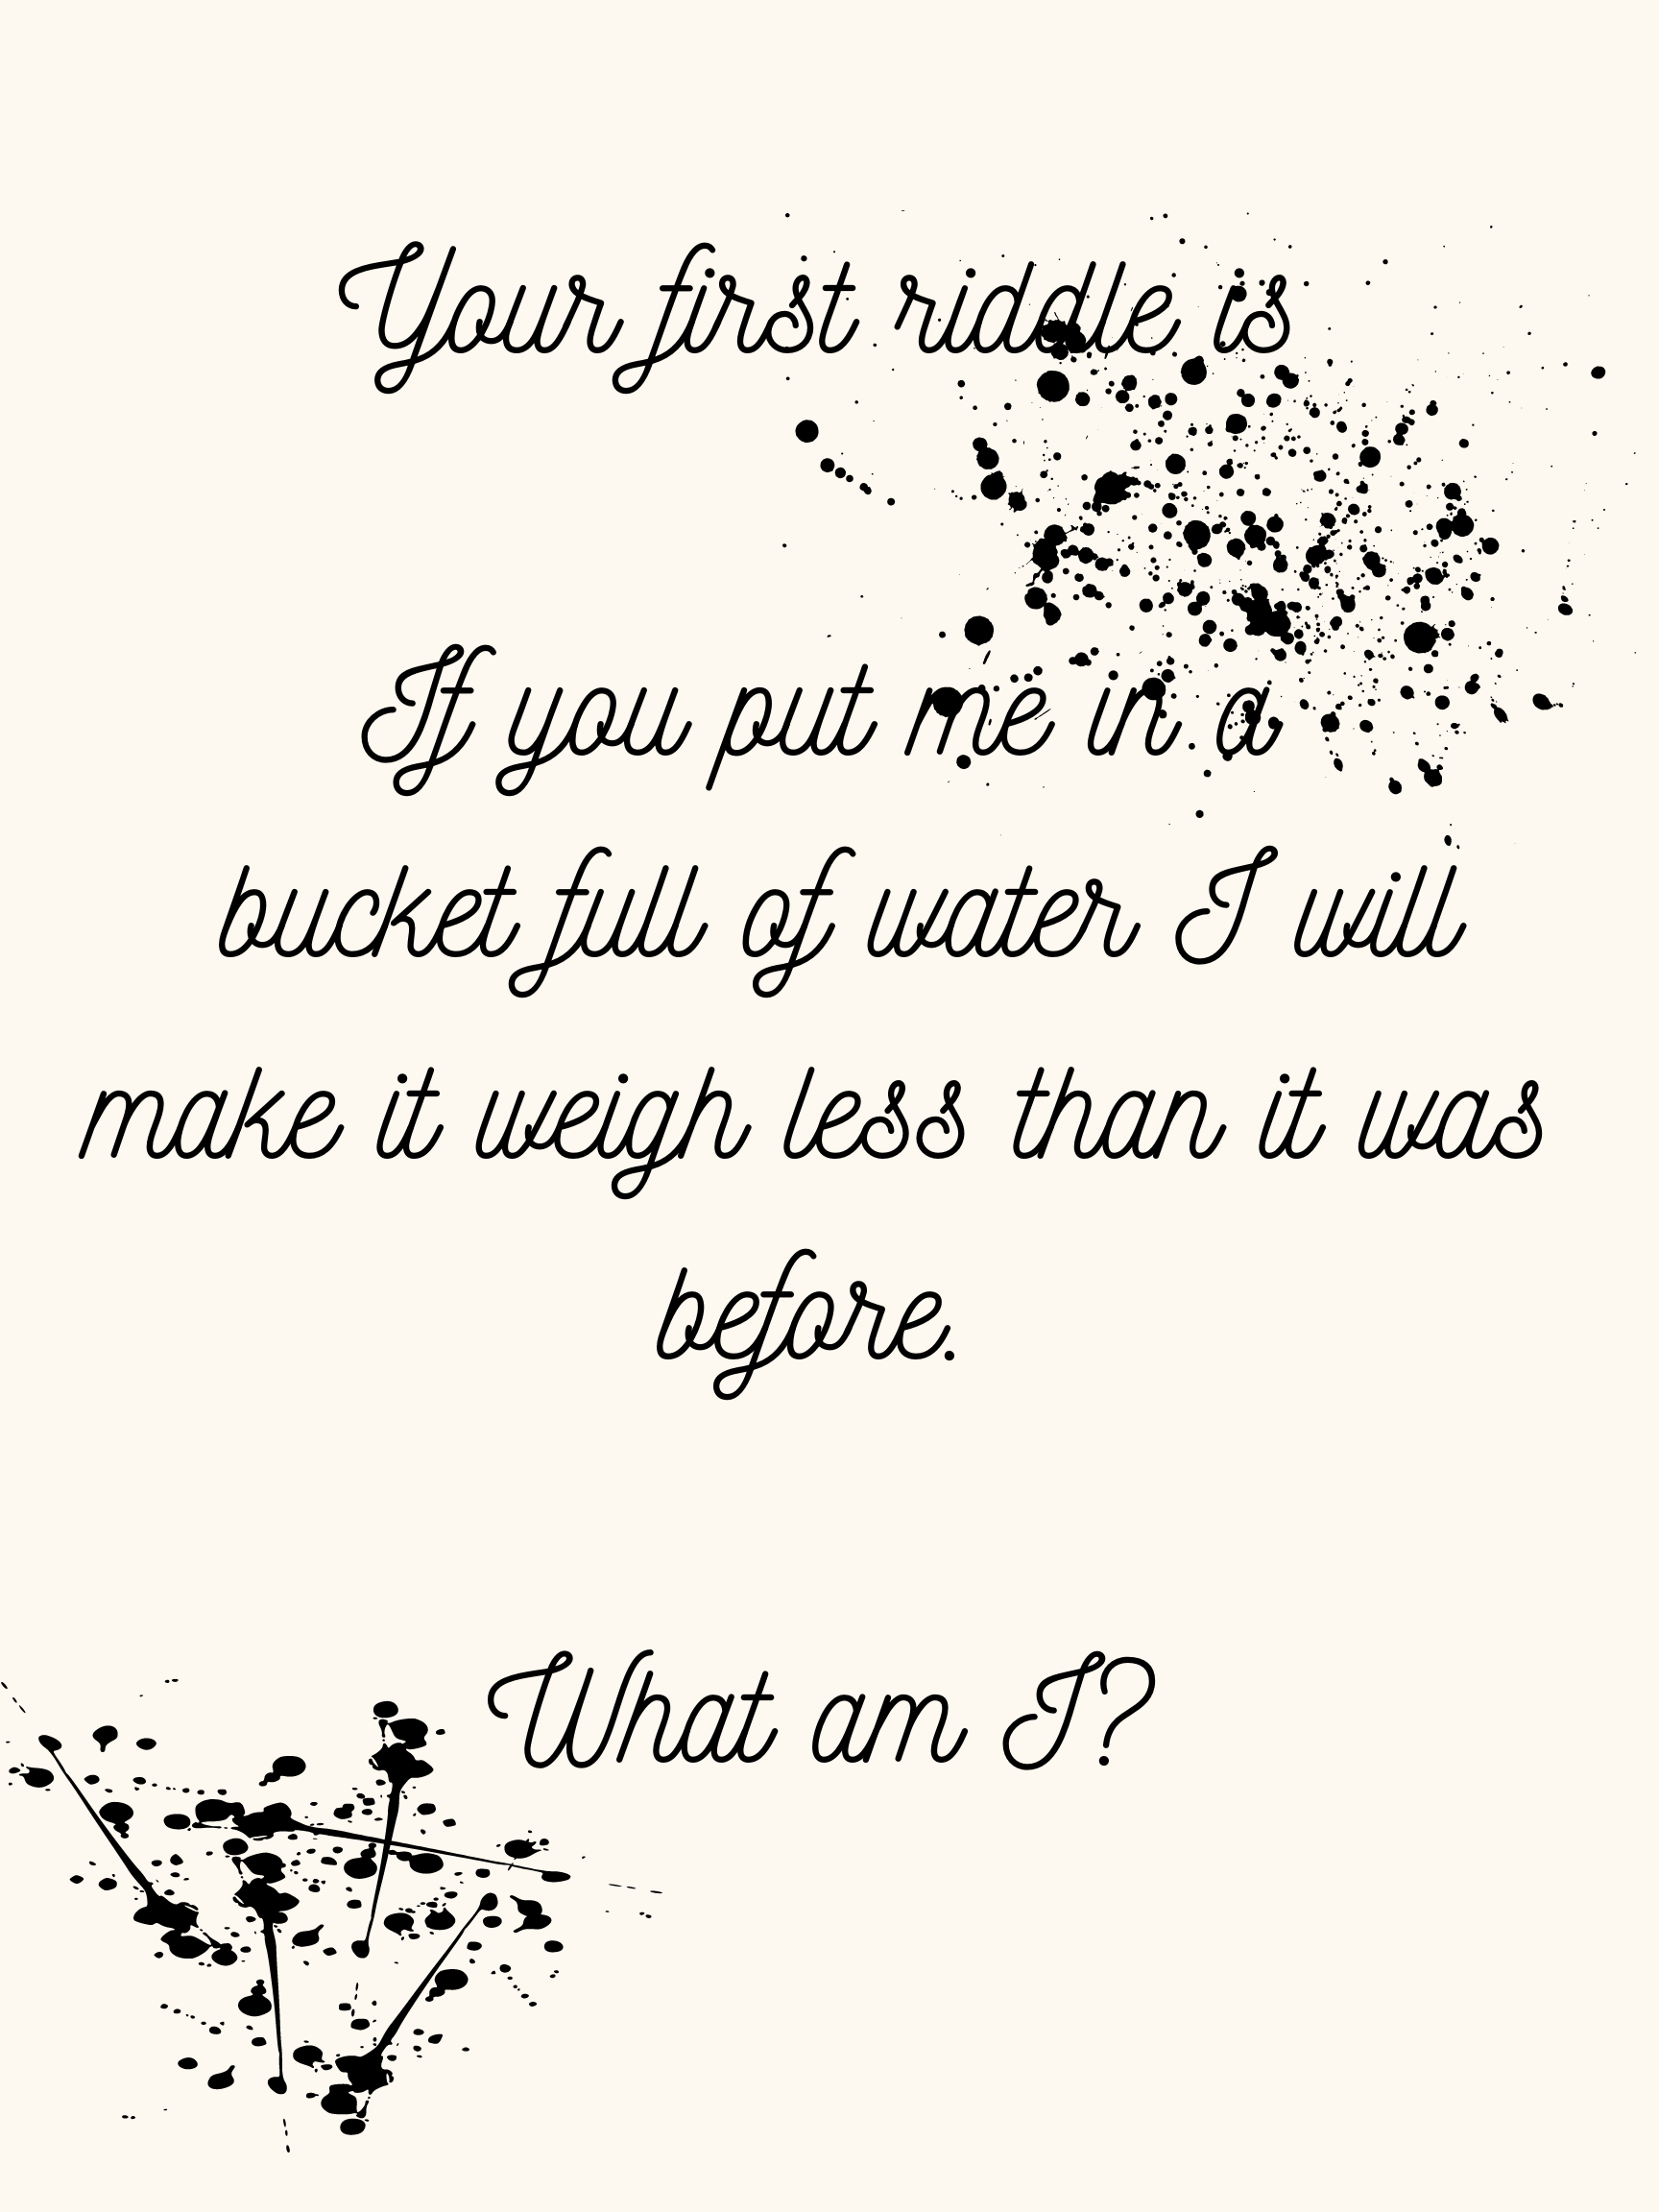 Your first riddle is
If you put me in a
bucket full of water I will
make it weigh less than it was
before.
What am I?